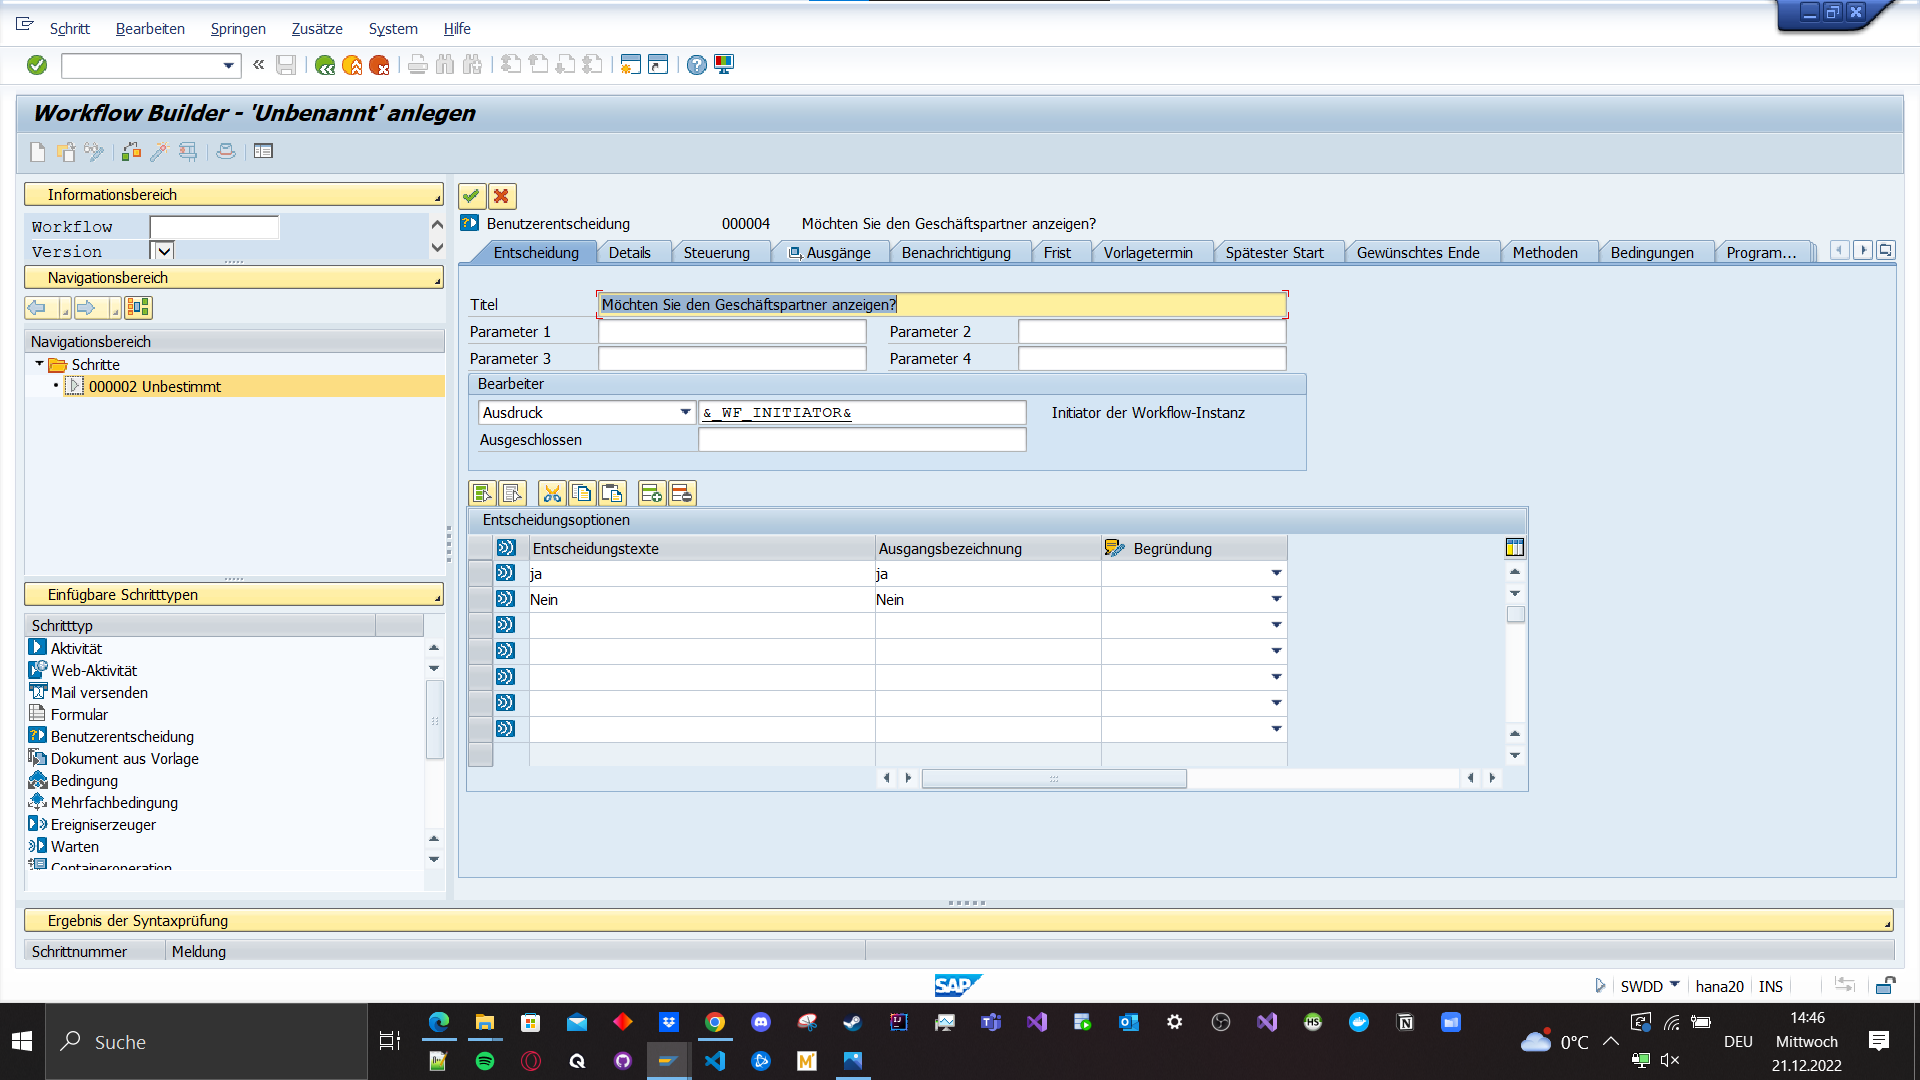 Schritt Bearbeiten Springen Zusätze System Hilfe
Workflow Builder - 'Unbenannt' anlegen
Informationsbereich
Workflow
Version
Navigationsbereich
Navigationsbereich
Schritte
000002 Unbestimmt
Einfügbare Schritttypen
Schritttyp
Aktivität
Web-Aktivität
Mail versenden
Formular
Benutzerentscheidung
Dokument aus Vorlage
Bedingung
Mehrfachbedingung
Ereigniserzeuger
Warten
Containeroperation
Benutzerentscheidung 000004 Möchten Sie den Geschäftspartner anzeigen?
Entscheidung Details Steuerung Ausgänge Benachrichtigung Frist Vorlagetermin Spätester Start Gewünschtes Ende Methoden Bedingungen Program...
Titel Möchten Sie den Geschäftspartner anzeigen?
Parameter 1 Parameter 2
Parameter 3 Parameter 4
Bearbeiter
Ausdruck &_WF_INITIATOR& Initiator der Workflow-Instanz
Ausgeschlossen
Entscheidungsoptionen
Entscheidungstexte Ausgangsbezeichnung Begründung
ja ja
Nein Nein
Ergebnis der Syntaxprüfung
Schrittnummer Meldung
SAP
SWDD hana20 INS
Suche
0°C
DEU
14:46
Mittwoch
21.12.2022